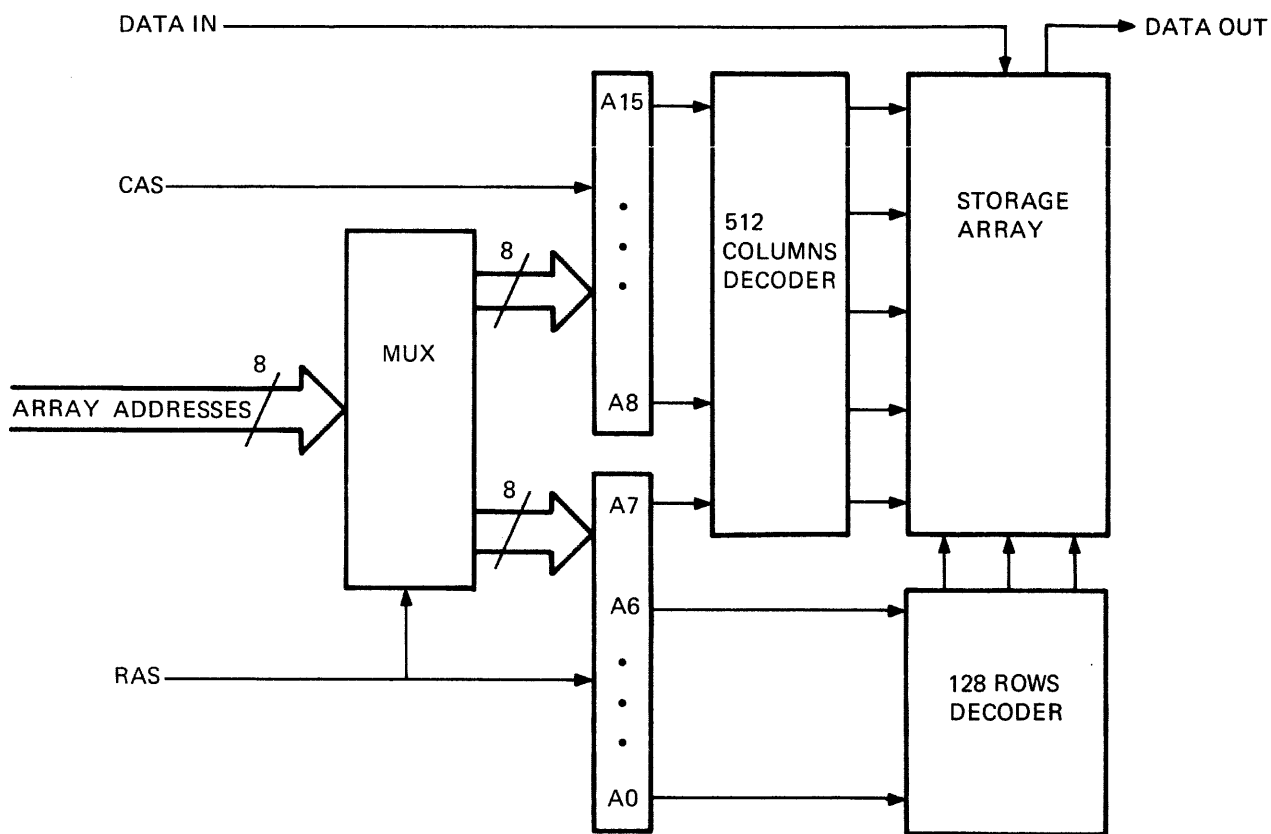 DATA IN
DATA OUT
A15
CAS
512
COLUMNS
DECODER
STORAGE
ARRAY
8
MUX
8
ARRAY ADDRESSES
A8
8
A7
A6
RAS
128 ROWS
DECODER
A0